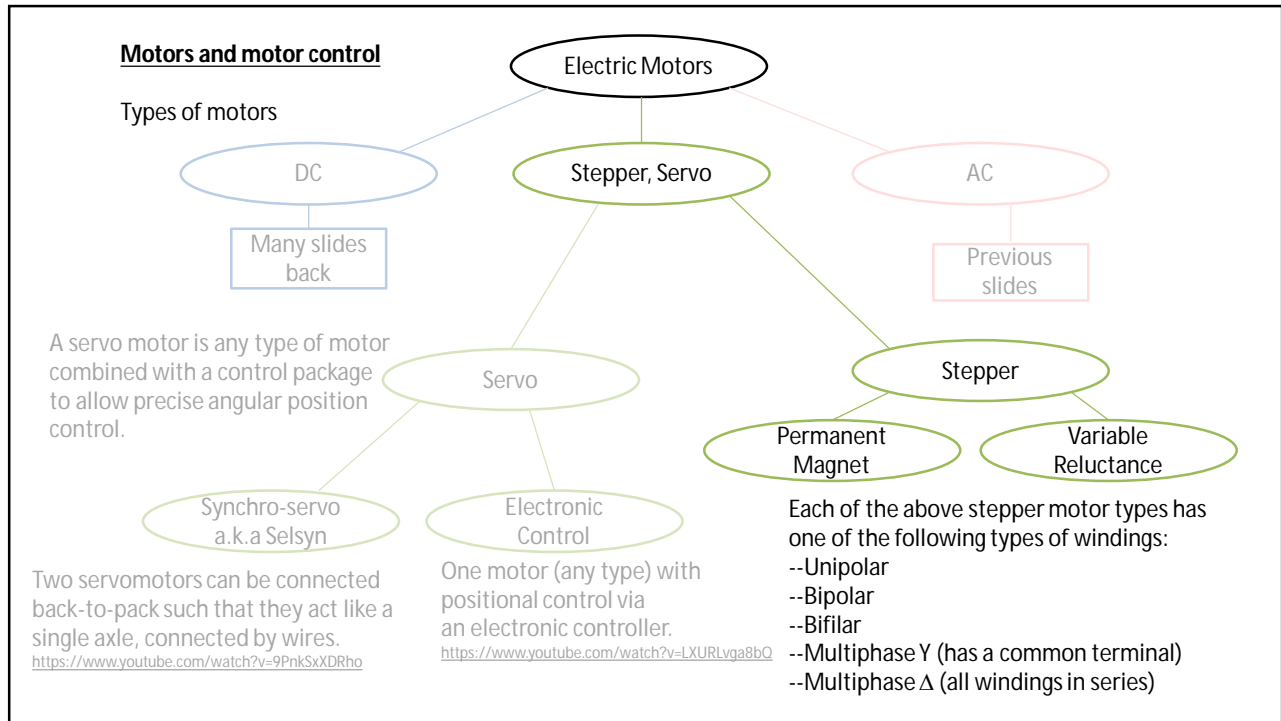 Motors and motor control
Electric Motors
Types of motors
DC
Stepper, Servo
AC
Many slides
back
Previous
slides
A servo motor is any type of motor
combined with a control package
to allow precise angular position
control.
Servo
Stepper
Permanent
Magnet
Variable
Reluctance
Synchro-servo
a.k.a Selsyn
Electronic
Control
Each of the above stepper motor types has
one of the following types of windings:
--Unipolar
--Bipolar
--Bifilar
--Multiphase Y (has a common terminal)
--Multiphase Δ (all windings in series)
Two servomotors can be connected
back-to-pack such that they act like a
single axle, connected by wires.
https://www.youtube.com/watch?v=9PnkSxXDRho
One motor (any type) with
positional control via
an electronic controller.
https://www.youtube.com/watch?v=LXURLvga8bQ